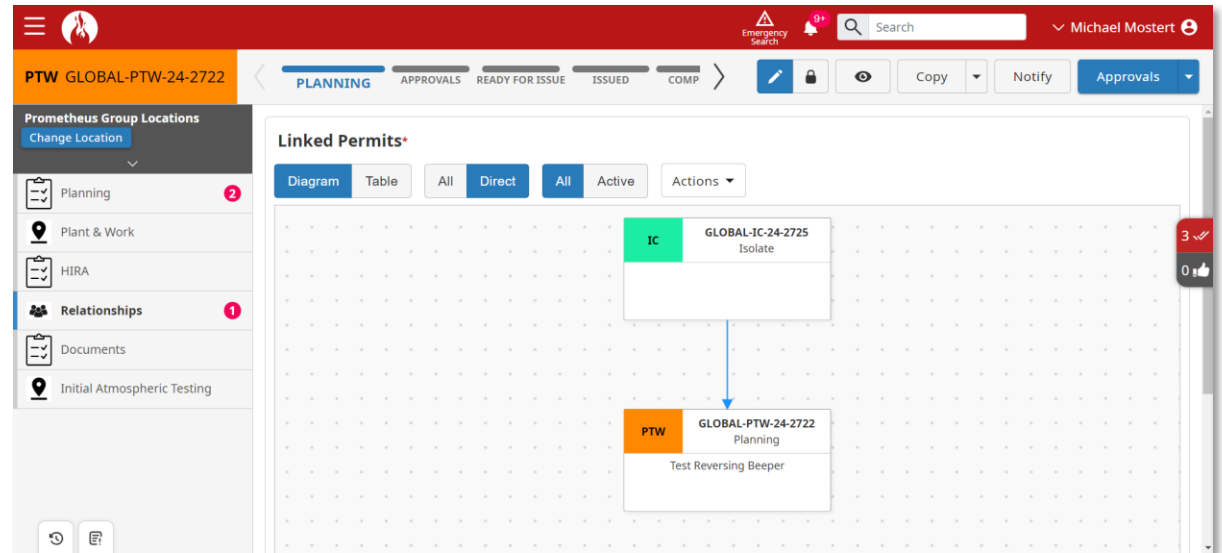 Emergency
Search
9+
Search
Michael Mostert
PTW GLOBAL-PTW-24-2722
PLANNING
APPROVALS
READY FOR ISSUE
ISSUED
COMP
Copy
Notify
Approvals
Prometheus Group Locations
Change Location
Planning
2
Plant & Work
HIRA
Relationships
1
Documents
Initial Atmospheric Testing
Linked Permits*
Diagram
Table
All
Direct
All
Active
Actions
IC
GLOBAL-IC-24-2725
Isolate
PTW
GLOBAL-PTW-24-2722
Planning
Test Reversing Beeper
3
0